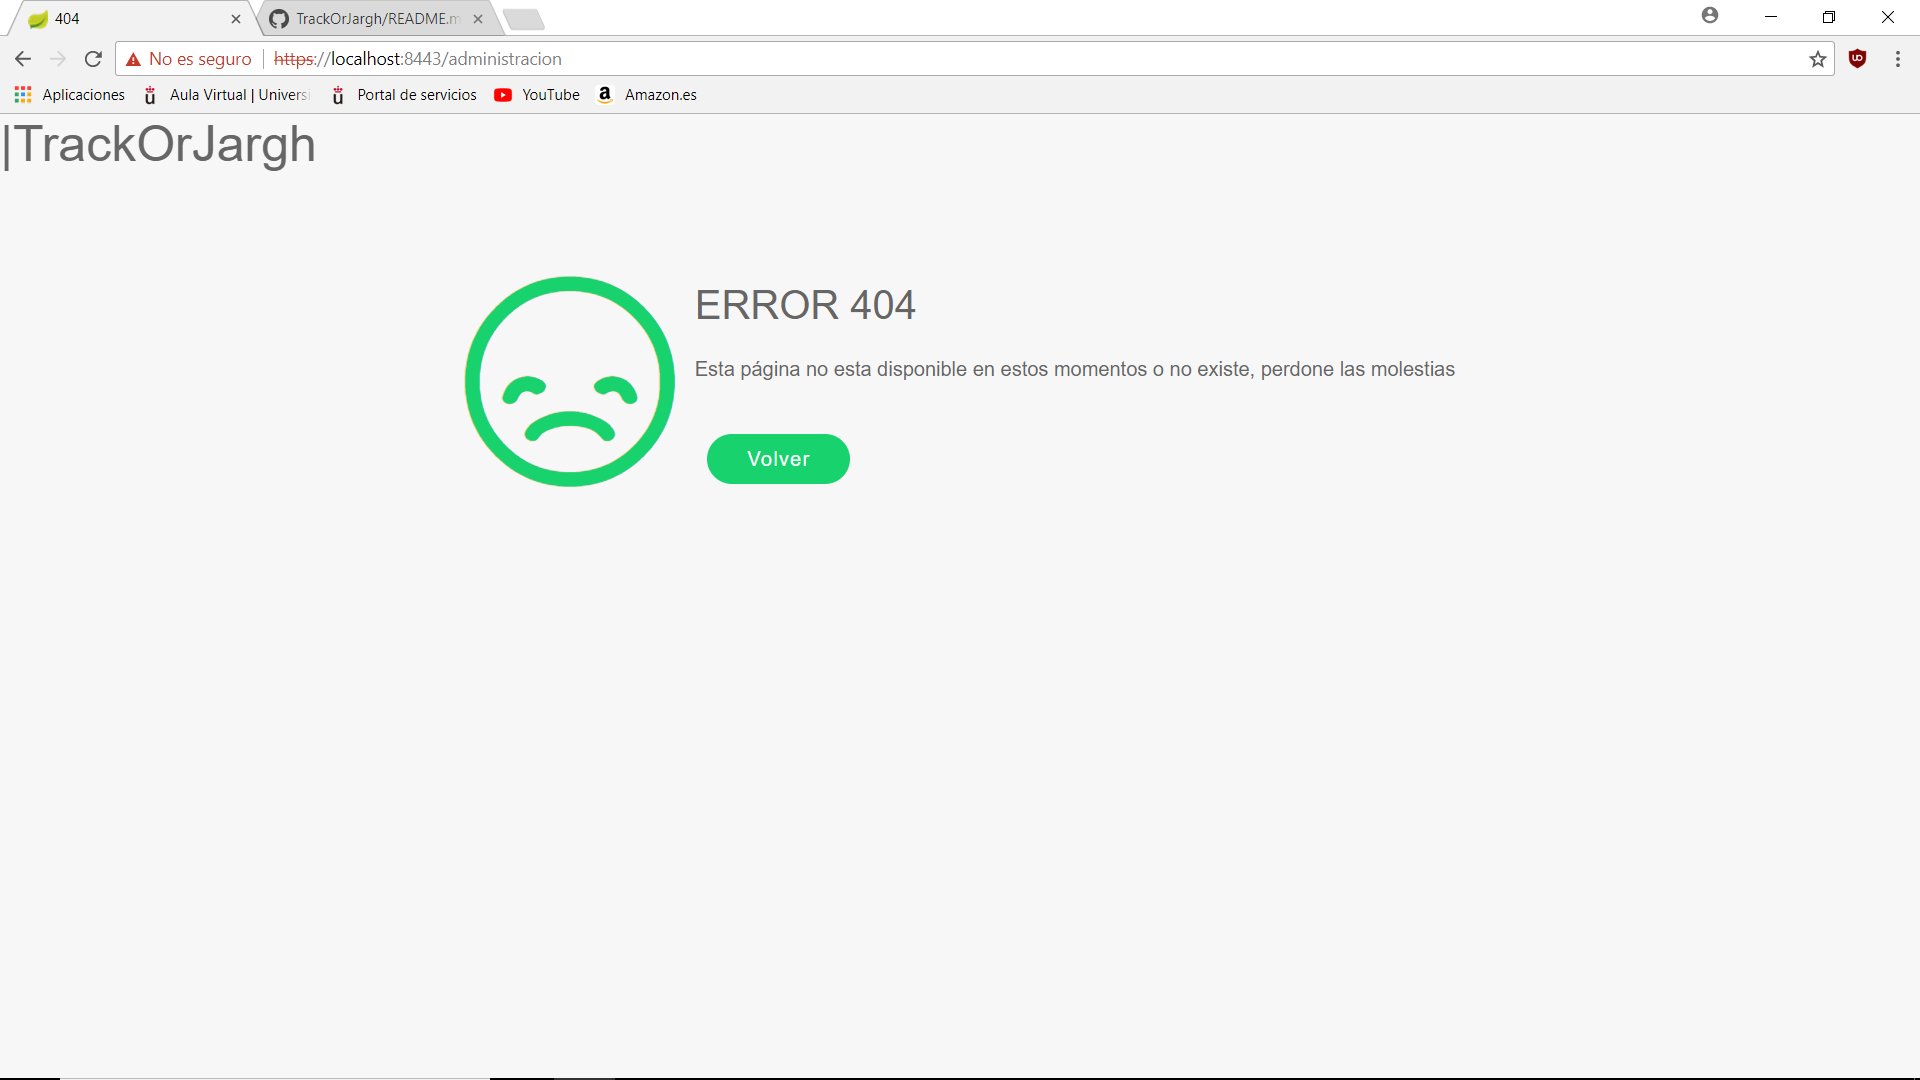 404
TrackOrJargh/README.m
No es seguro https://localhost:8443/administracion
Aplicaciones Aula Virtual | Universi Portal de servicios YouTube Amazon.es
|TrackOrJargh
ERROR 404
Esta página no esta disponible en estos momentos o no existe, perdone las molestias
Volver